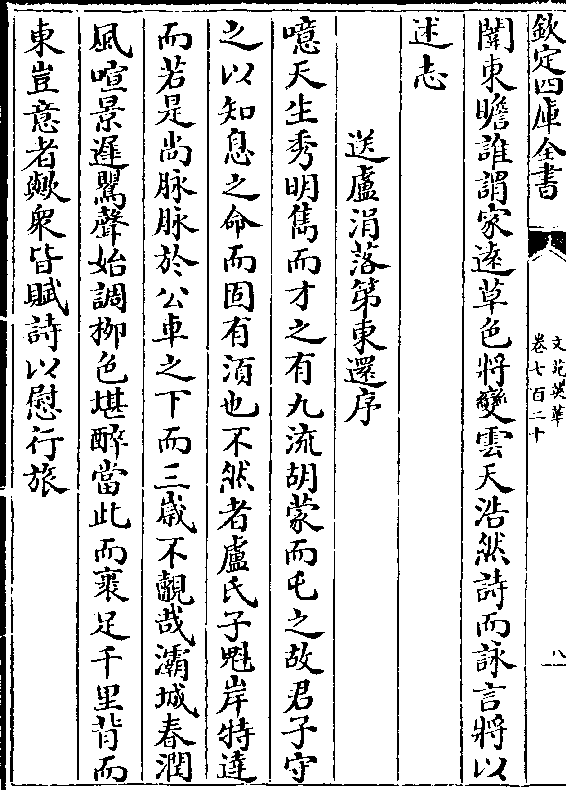 欽定四庫全書
文苑英華
卷七百二十
八
聞東瞻誰謂家遠草色將變雲天浩然詩而詠言將以
述志
送盧涓落第東還序
噫天生秀明雋而才之有九流胡蒙而屯之故君子守
之以知息之命而固有湏也不然者盧氏子魁岸特達
而若是尚脉脉於公車之下而三歲不覿哉灞城春潤
風喧景遲鶯聲始調柳色堪醉當此而裹足千里背而
東豈意者歟衆皆賦詩以慰行旅